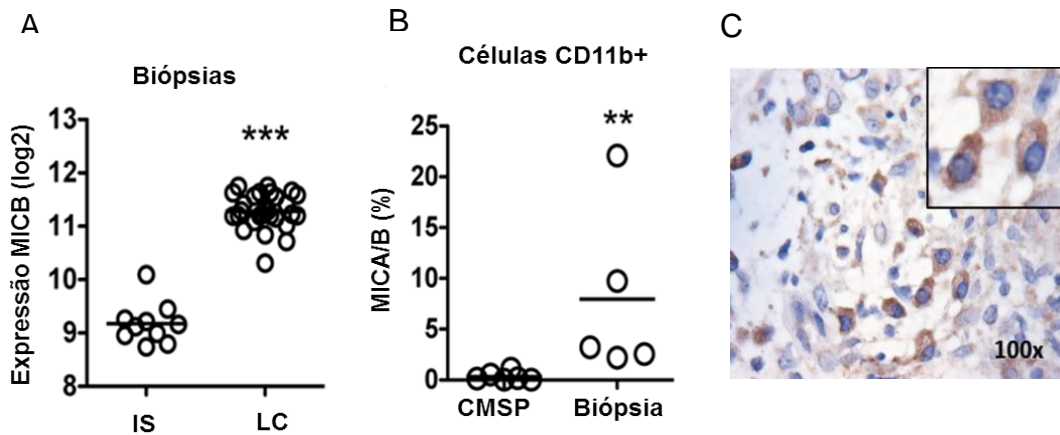 A
Biópsias
Expressão MICB (log2)
13
12
11
10
9
8
***
IS
LC
B
Células CD11b+
MICA/B (%)
25
20
15
10
5
0
**
CMSP
Biópsia
C
100x